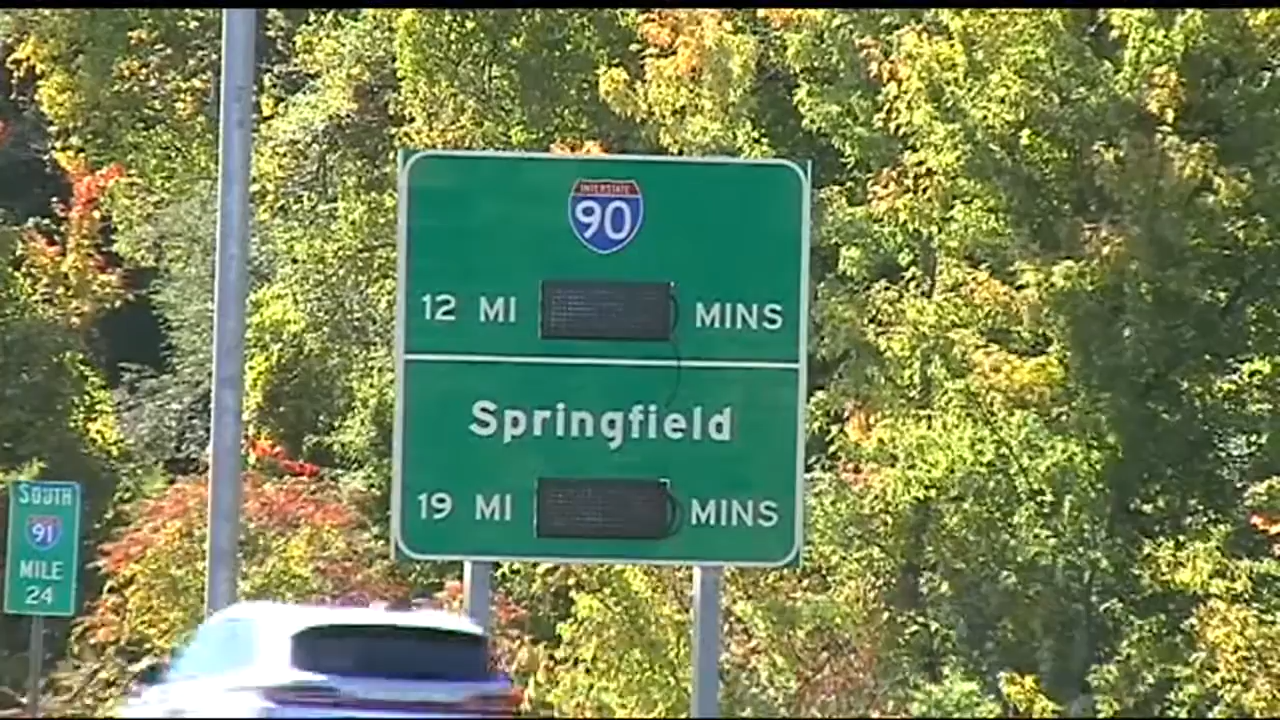 INTERSTATE
90
12 MI MINS
Springfield
19 MI MINS
SOUTH
91
MILE
24